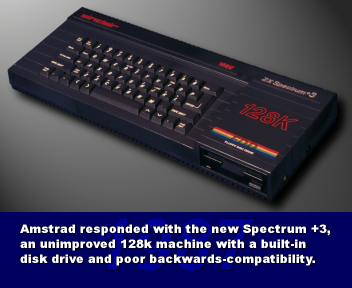 sinclair
ZX Spectrum +3
128K
Amstrad responded with the new Spectrum +3,
an unimproved 128k machine with a built-in
disk drive and poor backwards-compatibility.